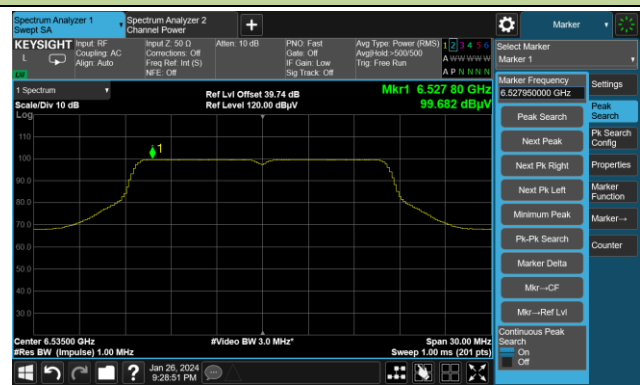 Spectrum Analyzer 1
Swept SA
Spectrum Analyzer 2
Channel Power
Marker
KEYSIGHT
L
Input: RF
Coupling: AC
Align: Auto
Input Z: 50 Ω
Corrections: Off
Freq Ref: Int (S)
NFE: Off
Atten: 10 dB
PNO: Fast
Gate: Off
IF Gain: Low
Sig Track: Off
Avg Type: Power (RMS)
Avg|Hold:>500/500
Trig: Free Run
1 2 3 4 5 6
A W W W W W
A P N N N N
Select Marker
Marker 1
1 Spectrum
Scale/Div 10 dB
Log
Ref Lvl Offset 39.74 dB
Ref Level 120.00 dBµV
Mkr1 6.527 80 GHz
99.682 dBµV
110
100
90.0
80.0
70.0
60.0
50.0
40.0
30.0
1
Center 6.53500 GHz
#Res BW (Impulse) 1.00 MHz
#Video BW 3.0 MHz*
Span 30.00 MHz
Sweep 1.00 ms (201 pts)
Marker Frequency
6.527950000 GHz
Peak Search
Next Peak
Next Pk Right
Next Pk Left
Minimum Peak
Pk-Pk Search
Marker Delta
Mkr→CF
Mkr→Ref Lvl
Continuous Peak
Search
On
Off
Settings
Peak
Search
Pk Search
Config
Properties
Marker
Function
Marker→
Counter
Jan 26, 2024
9:28:51 PM